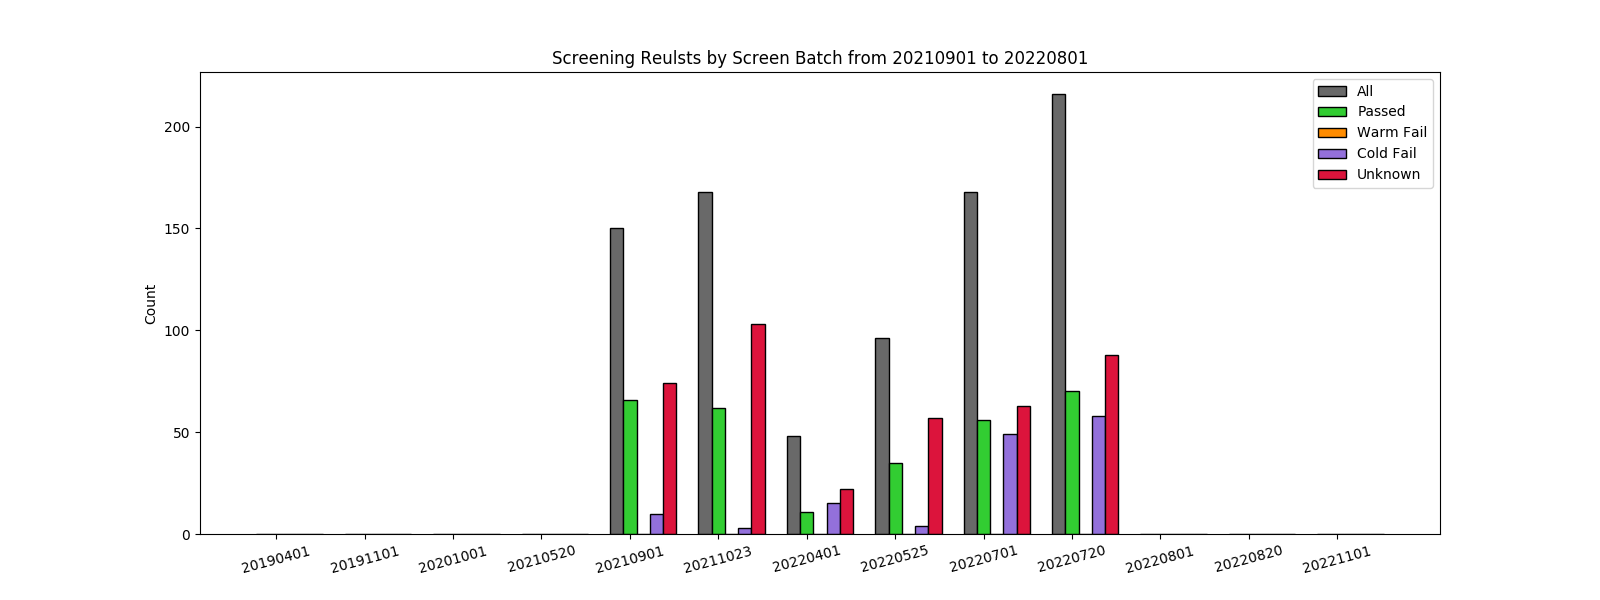 Screening Reulsts by Screen Batch from 20210901 to 20220801
All
Passed
Warm Fail
Cold Fail
Unknown
Count
200
150
100
50
0
20190401
20191101
20201001
20210520
20210901
20211023
20220401
20220525
20220701
20220720
20220801
20220820
20221101